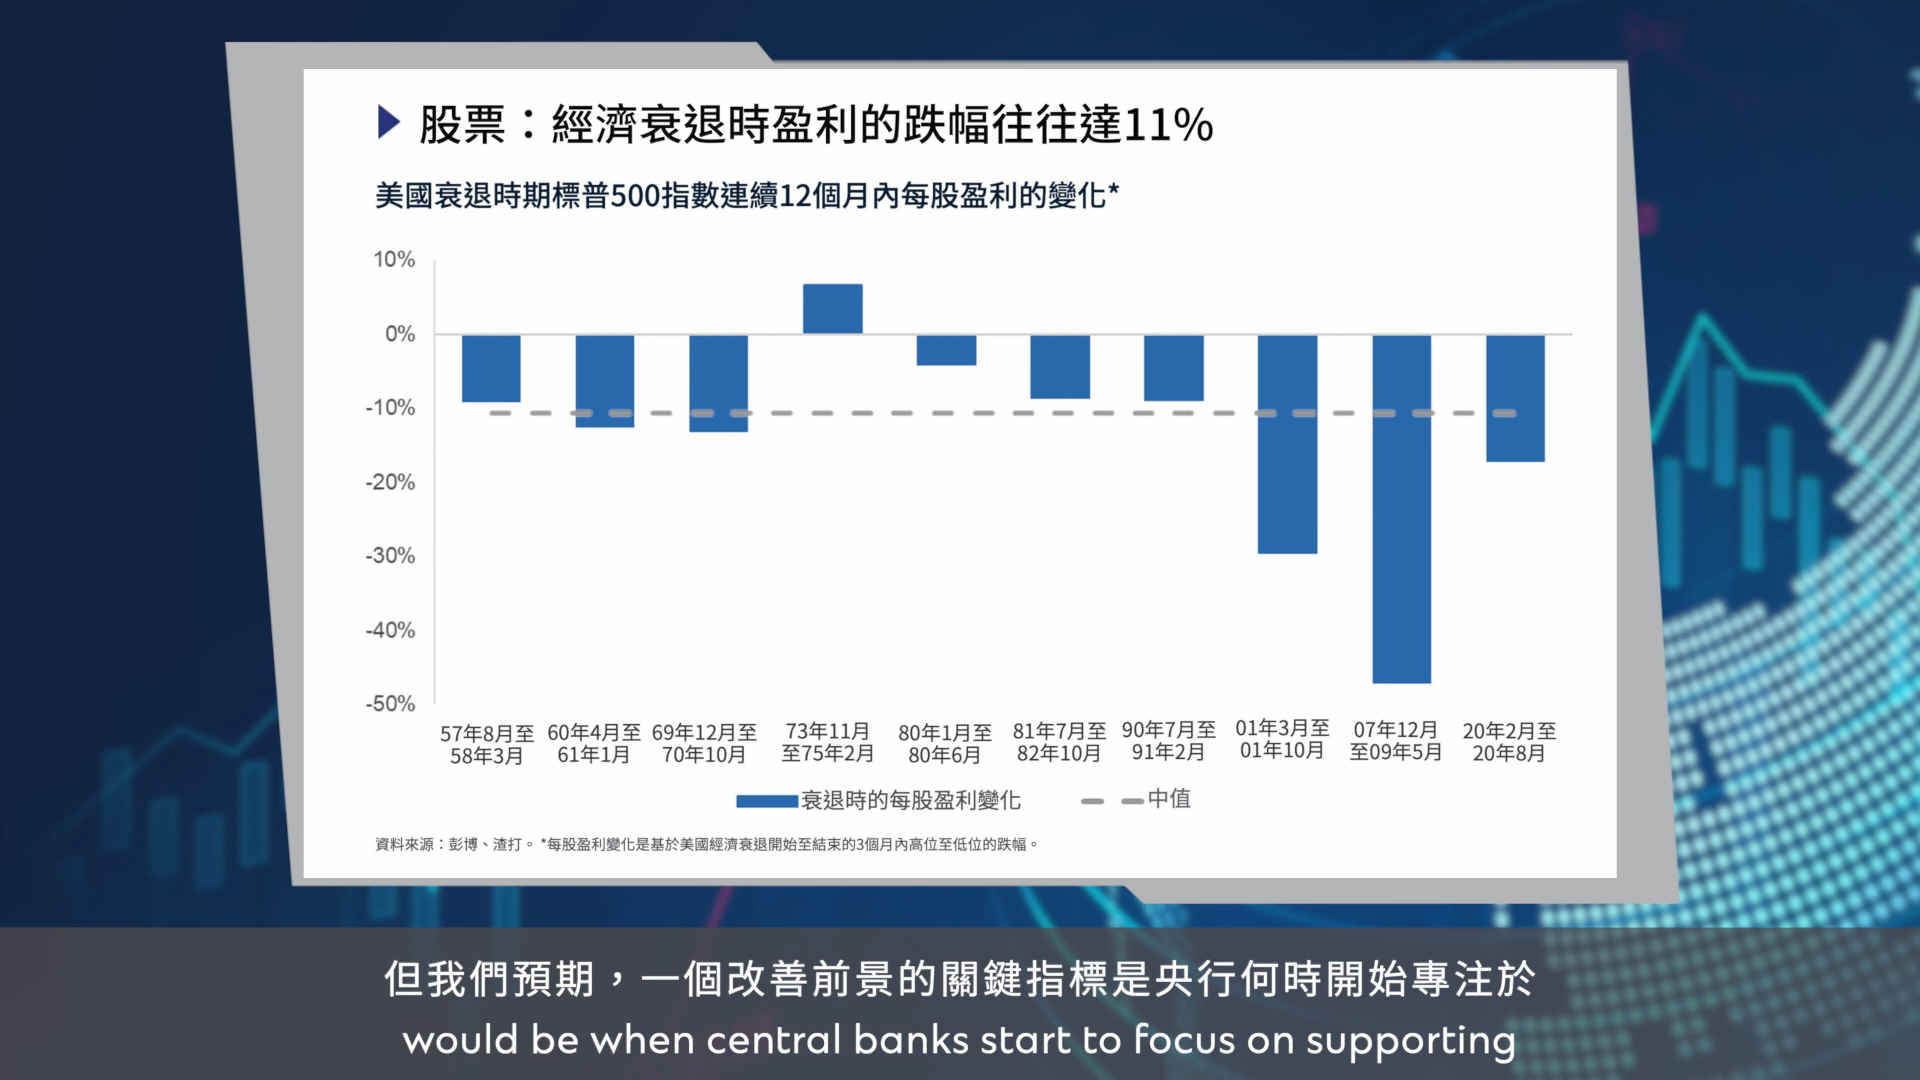 股票：經濟衰退時盈利的跌幅往往達11%
美國衰退時期標普500指數連續12個月內每股盈利的變化*
10%
0%
-10%
-20%
-30%
-40%
-50%
57年8月至
58年3月
60年4月至
61年1月
69年12月至
70年10月
73年11月
至75年2月
80年1月至
80年6月
81年7月至
82年10月
90年7月至
91年2月
01年3月至
01年10月
07年12月
至09年5月
20年2月至
20年8月
衰退時的每股盈利變化
中值
資料來源：彭博、渣打。*每股盈利變化是基於美國經濟衰退開始至結束的3個月內高位至低位的跌幅。
但我們預期，一個改善前景的關鍵指標是央行何時開始專注於
would be when central banks start to focus on supporting